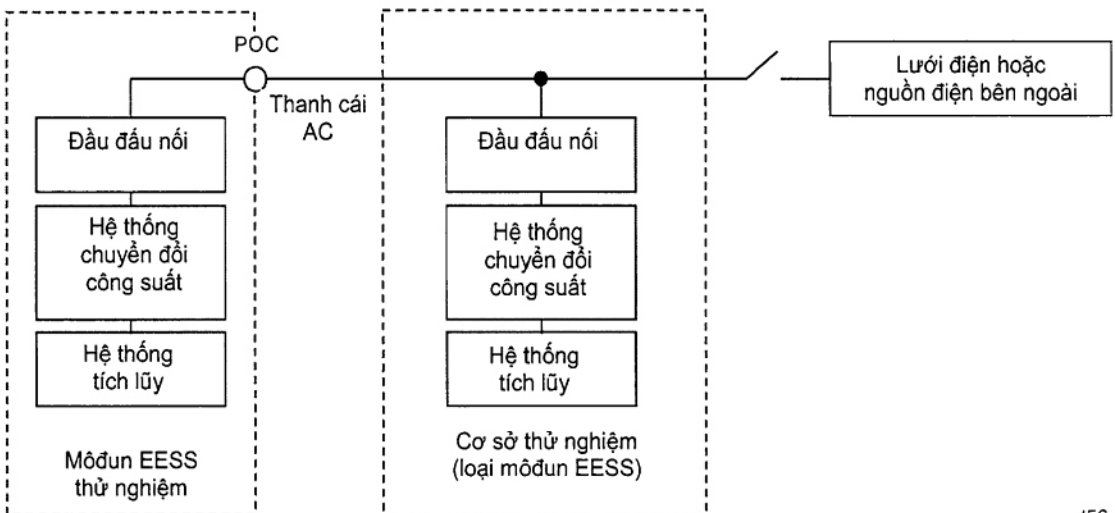 POC
Thanh cái
AC
Lưới điện hoặc
nguồn điện bên ngoài
Đầu đấu nối
Hệ thống
chuyển đổi
công suất
Hệ thống
tích lũy
Môđun EESS
thử nghiệm
Đầu đấu nối
Hệ thống
chuyển đổi
công suất
Hệ thống
tích lũy
Cơ sở thử nghiệm
(loại môđun EESS)